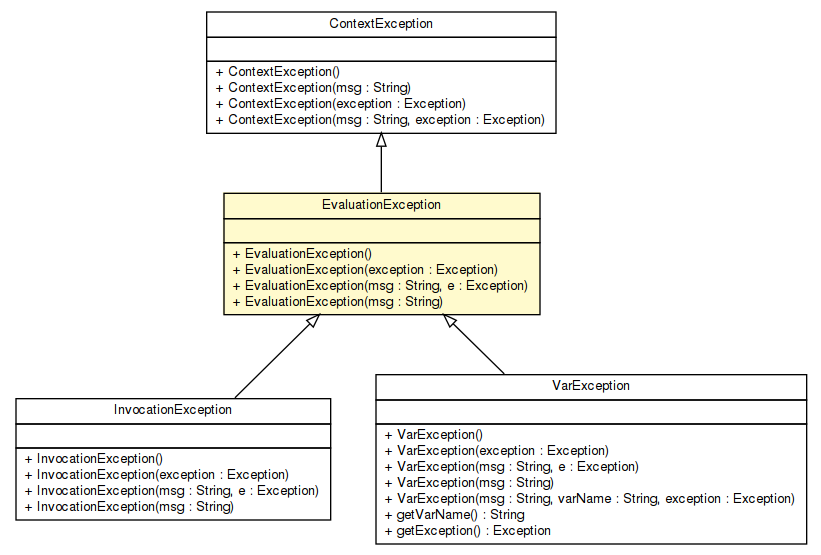 ContextException
+ ContextException()
+ ContextException(msg : String)
+ ContextException(exception : Exception)
+ ContextException(msg : String, exception : Exception)
EvaluationException
+ EvaluationException()
+ EvaluationException(exception : Exception)
+ EvaluationException(msg : String, e : Exception)
+ EvaluationException(msg : String)
InvocationException
+ InvocationException()
+ InvocationException(exception : Exception)
+ InvocationException(msg : String, e : Exception)
+ InvocationException(msg : String)
VarException
+ VarException()
+ VarException(exception : Exception)
+ VarException(msg : String, e : Exception)
+ VarException(msg : String)
+ VarException(msg : String, varName : String, exception : Exception)
+ getVarName() : String
+ getException() : Exception